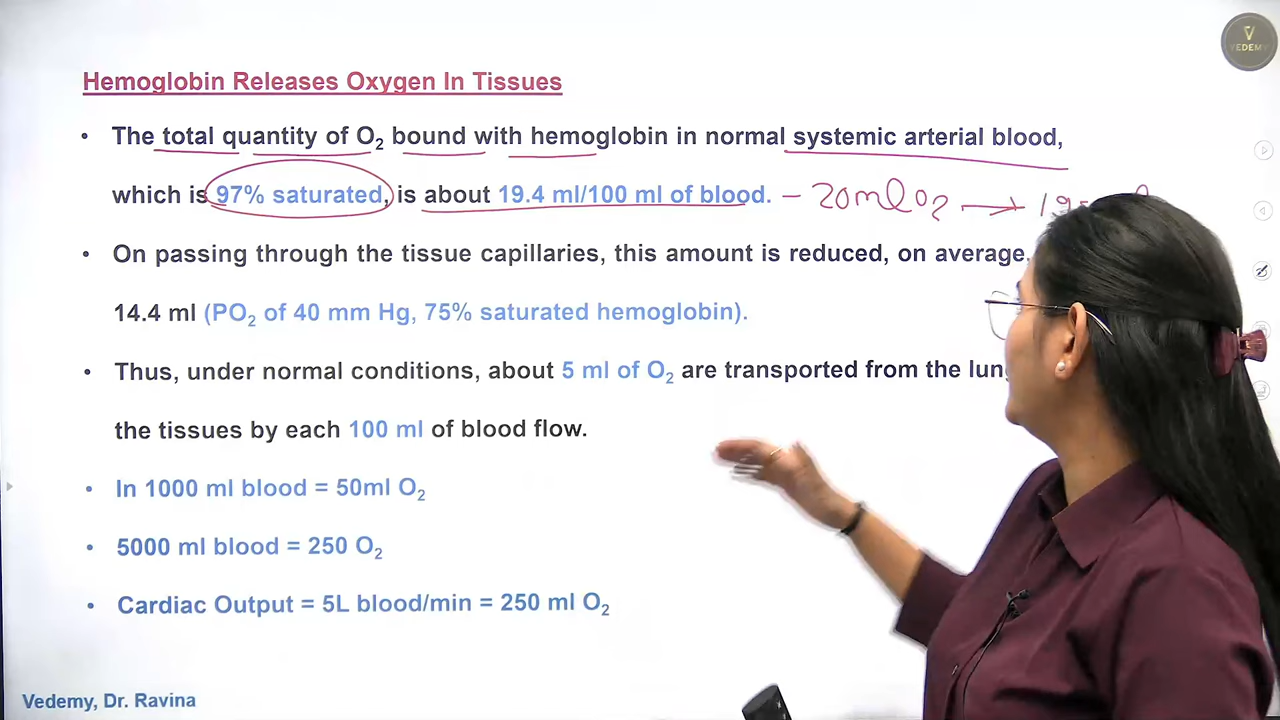 VEDEMY
Hemoglobin Releases Oxygen In Tissues
• The total quantity of O₂ bound with hemoglobin in normal systemic arterial blood,
which is 97% saturated, is about 19.4 ml/100 ml of blood. – 20ml O₂ →
• On passing through the tissue capillaries, this amount is reduced, on average,
14.4 ml (PO₂ of 40 mm Hg, 75% saturated hemoglobin).
• Thus, under normal conditions, about 5 ml of O₂ are transported from the
the tissues by each 100 ml of blood flow.
• In 1000 ml blood = 50ml O₂
• 5000 ml blood = 250 O₂
• Cardiac Output = 5L blood/min = 250 ml O₂
Vedemy, Dr. Ravina